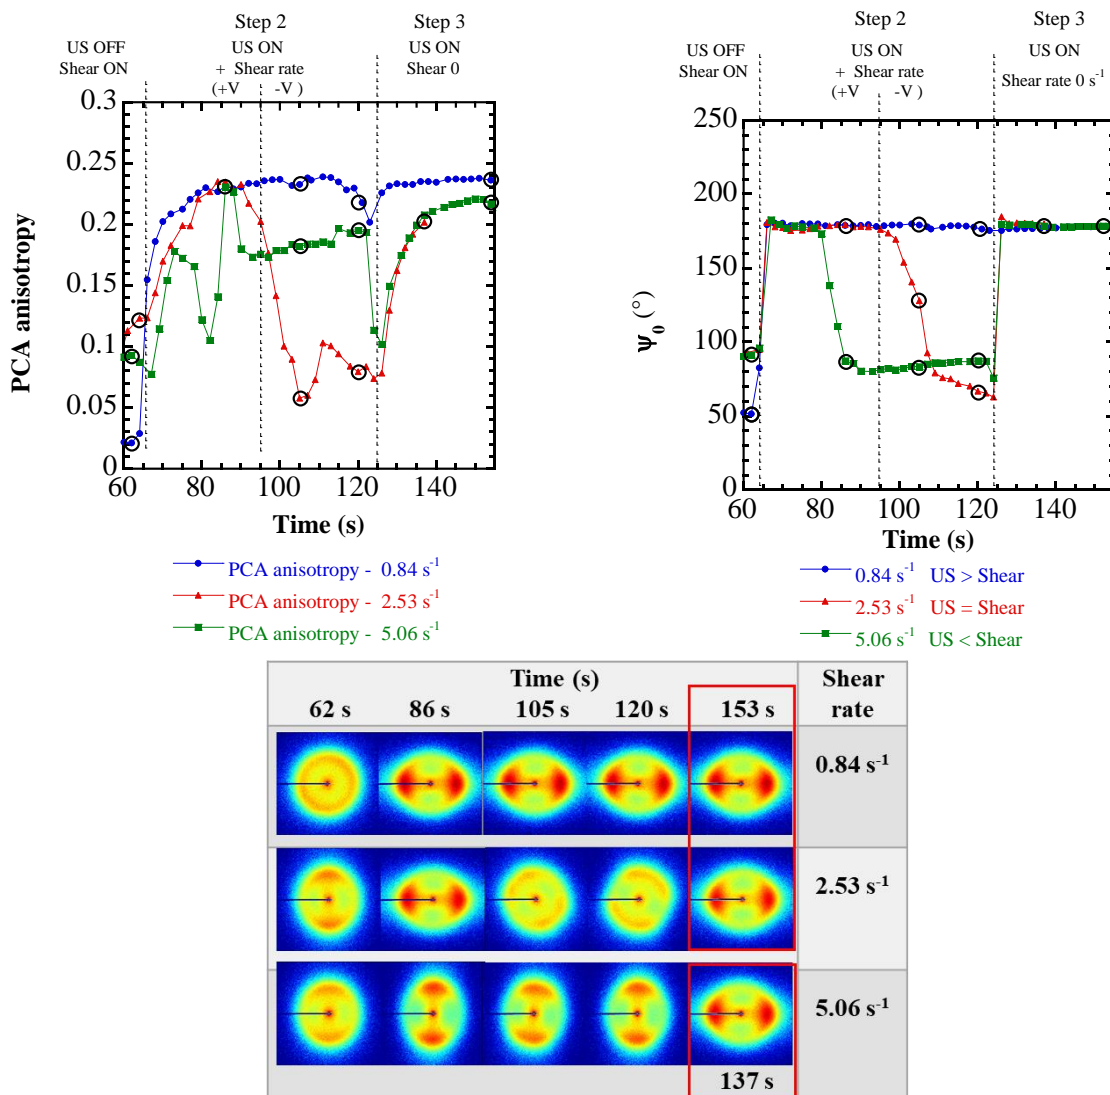 Step 2
Step 3
US OFF
US ON
US ON
Shear ON
+ Shear rate
Shear 0
(+V -V )
0.3
0.25
0.2
0.15
0.1
0.05
0
PCA anisotropy
60 80 100 120 140
Time (s)
PCA anisotropy - 0.84 s⁻¹
PCA anisotropy - 2.53 s⁻¹
PCA anisotropy - 5.06 s⁻¹
Step 2
Step 3
US OFF
US ON
US ON
Shear ON
+ Shear rate
Shear rate 0 s⁻¹
(+V -V )
250
200
150
100
50
0
Ψ₀ (°)
60 80 100 120 140
Time (s)
0.84 s⁻¹ US > Shear
2.53 s⁻¹ US = Shear
5.06 s⁻¹ US < Shear
Time (s)
Shear
62 s 86 s 105 s 120 s 153 s
rate
0.84 s⁻¹
2.53 s⁻¹
5.06 s⁻¹
137 s